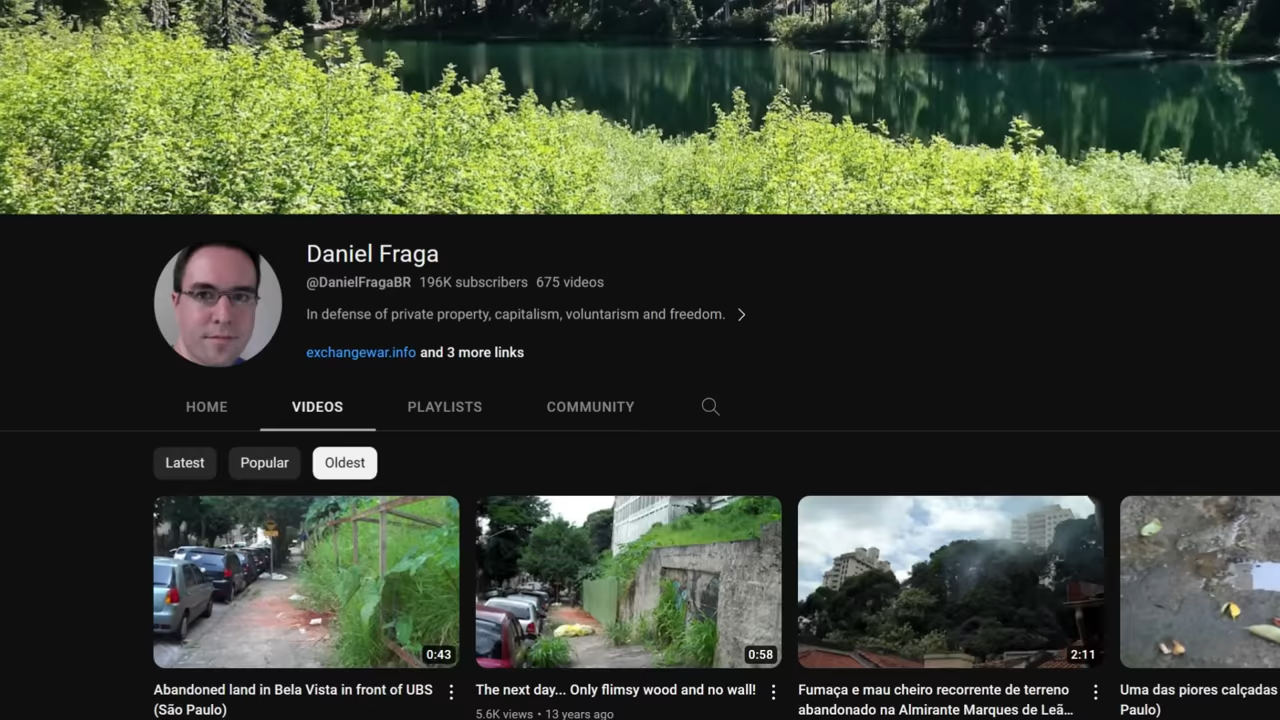 Daniel Fraga
@DanielFragaBR 196K subscribers 675 videos
In defense of private property, capitalism, voluntarism and freedom.
exchangewar.info and 3 more links
HOME VIDEOS PLAYLISTS COMMUNITY
Latest Popular Oldest
0:43 0:58 2:11
Abandoned land in Bela Vista in front of UBS
(São Paulo)
The next day... Only flimsy wood and no wall!
5.6K views • 13 years ago
Fumaça e mau cheiro recorrente de terreno
abandonado na Almirante Marques de Leã...
Uma das piores calçadas
Paulo)